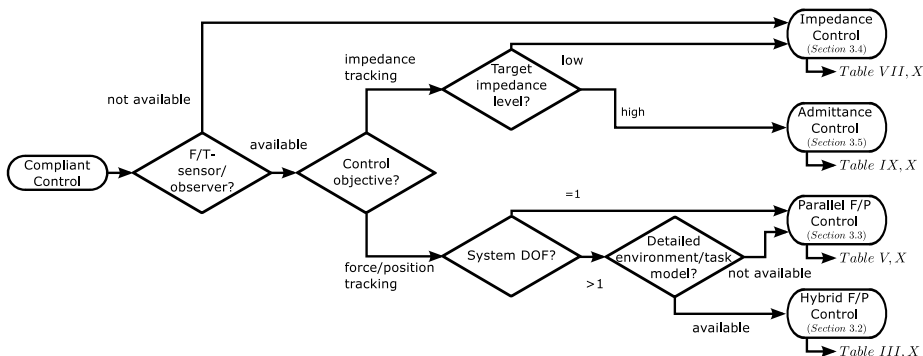 Impedance
Control
(Section 3.4)
Table VII, X
impedance
tracking
Target
impedance
level?
low
high
not available
Admittance
Control
(Section 3.5)
Table IX, X
Compliant
Control
F/T-
sensor/
observer?
available
Control
objective?
=1
Parallel F/P
Control
(Section 3.3)
Table V, X
force/position
tracking
System DOF?
>1
Detailed
environment/task
model?
not available
available
Hybrid F/P
Control
(Section 3.2)
Table III. X